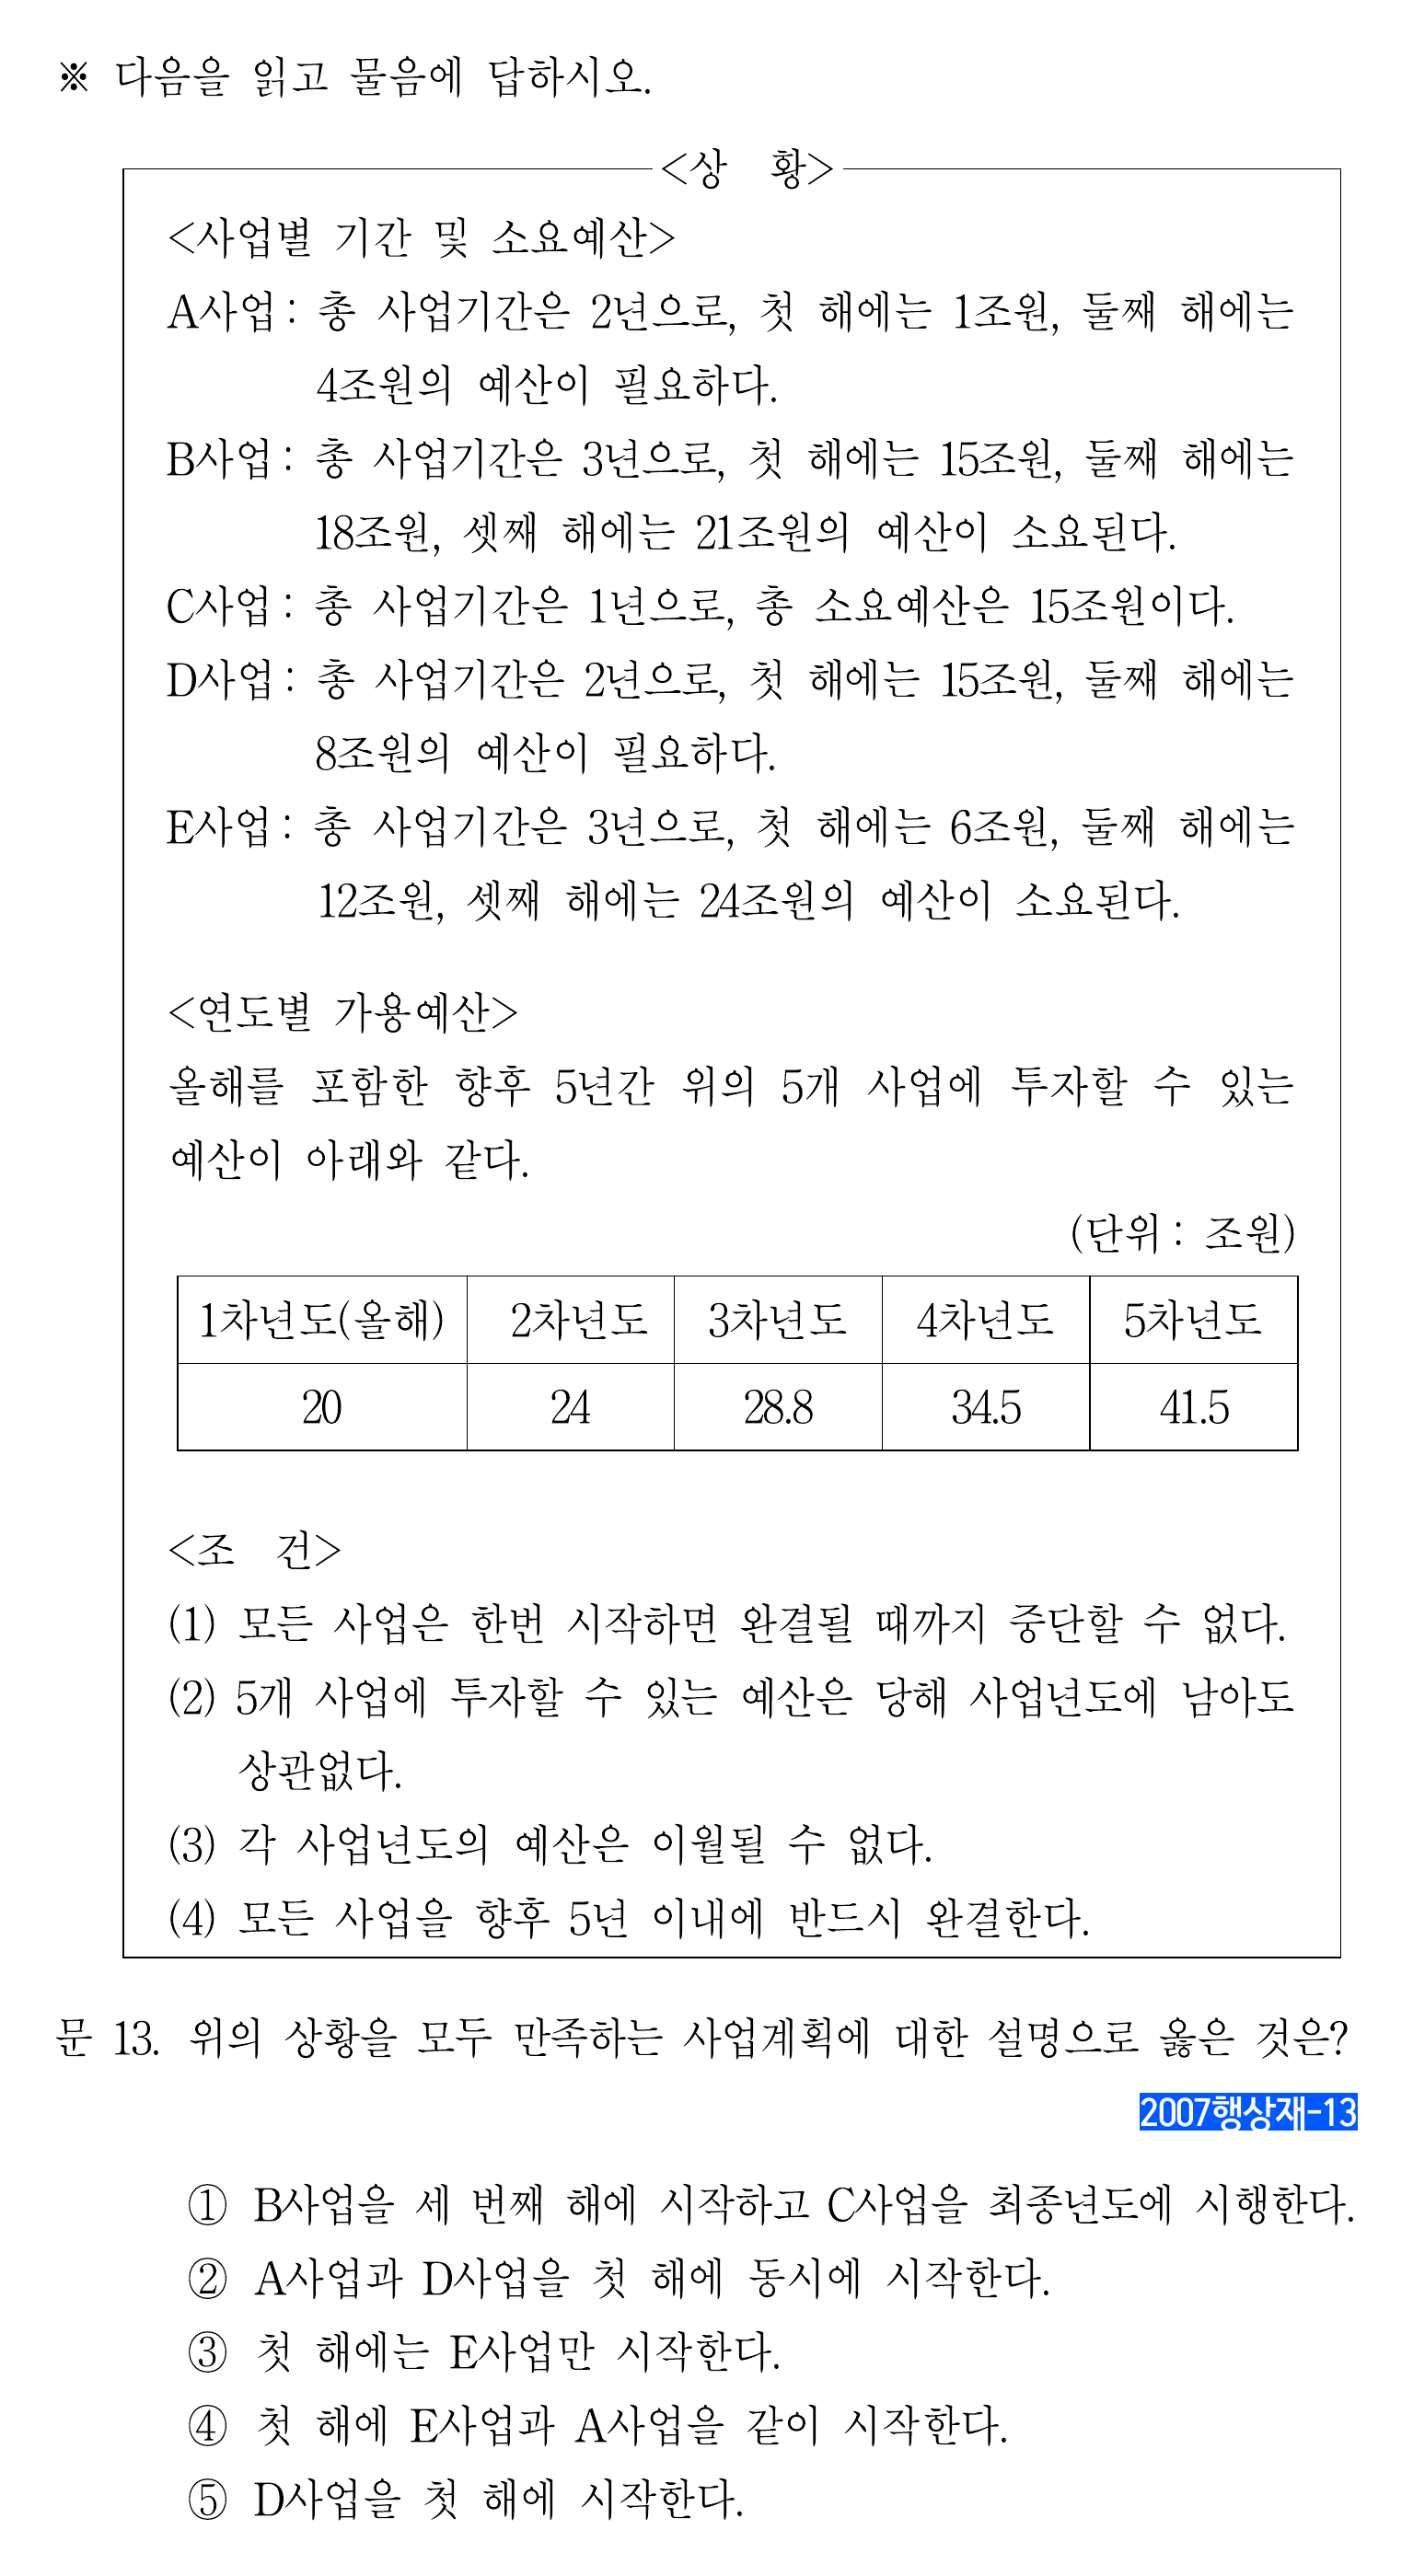 ※ 다음을 읽고 물음에 답하시오.
<상 황>
<사업별 기간 및 소요예산>
A사업 : 총 사업기간은 2년으로, 첫 해에는 1조원, 둘째 해에는
4조원의 예산이 필요하다.
B사업 : 총 사업기간은 3년으로, 첫 해에는 15조원, 둘째 해에는
18조원, 셋째 해에는 21조원의 예산이 소요된다.
C사업 : 총 사업기간은 1년으로, 총 소요예산은 15조원이다.
D사업 : 총 사업기간은 2년으로, 첫 해에는 15조원, 둘째 해에는
8조원의 예산이 필요하다.
E사업 : 총 사업기간은 3년으로, 첫 해에는 6조원, 둘째 해에는
12조원, 셋째 해에는 24조원의 예산이 소요된다.
<연도별 가용예산>
올해를 포함한 향후 5년간 위의 5개 사업에 투자할 수 있는
예산이 아래와 같다.
(단위 : 조원)
1차년도(올해) 2차년도 3차년도 4차년도 5차년도
20 24 28.8 34.5 41.5
<조 건>
(1) 모든 사업은 한번 시작하면 완결될 때까지 중단할 수 없다.
(2) 5개 사업에 투자할 수 있는 예산은 당해 사업년도에 남아도
상관없다.
(3) 각 사업년도의 예산은 이월될 수 없다.
(4) 모든 사업을 향후 5년 이내에 반드시 완결한다.
문 13. 위의 상황을 모두 만족하는 사업계획에 대한 설명으로 옳은 것은?
2007행상재-13
① B사업을 세 번째 해에 시작하고 C사업을 최종년도에 시행한다.
② A사업과 D사업을 첫 해에 동시에 시작한다.
③ 첫 해에는 E사업만 시작한다.
④ 첫 해에 E사업과 A사업을 같이 시작한다.
⑤ D사업을 첫 해에 시작한다.